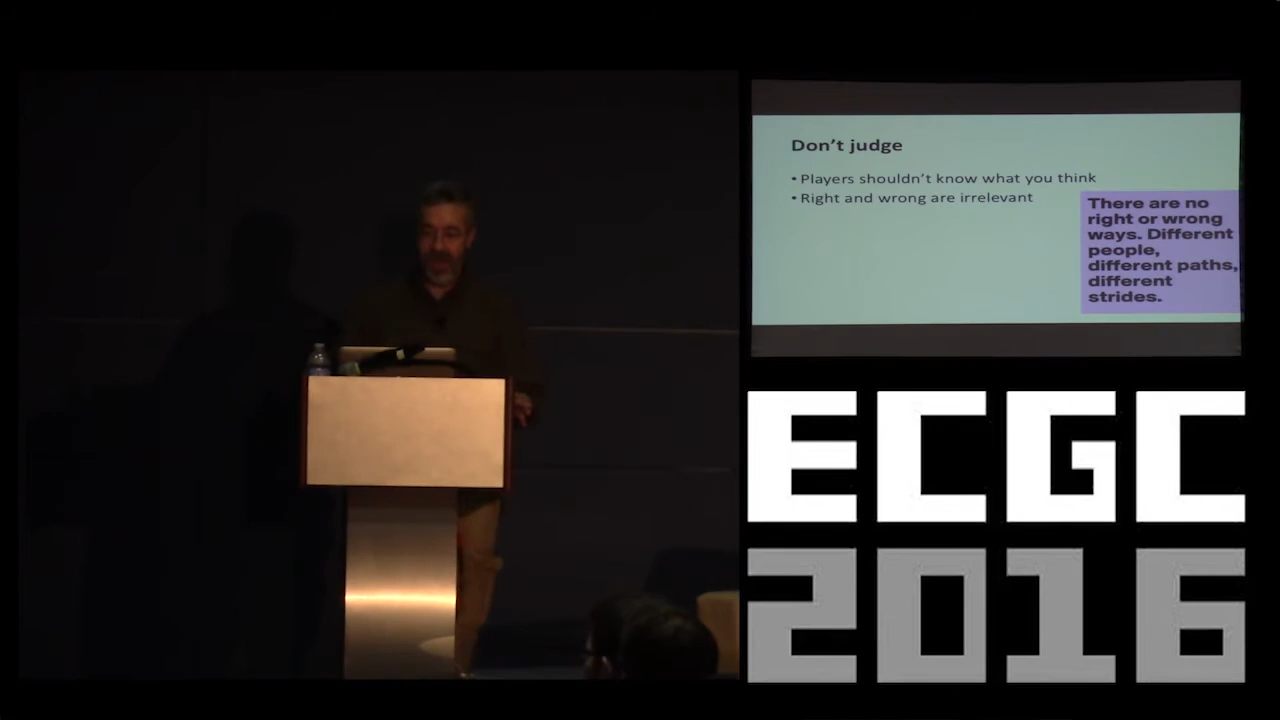 Don't judge
• Players shouldn't know what you think
• Right and wrong are irrelevant
There are no
right or wrong
ways. Different
people,
different paths,
different
strides.
ECGC
2016